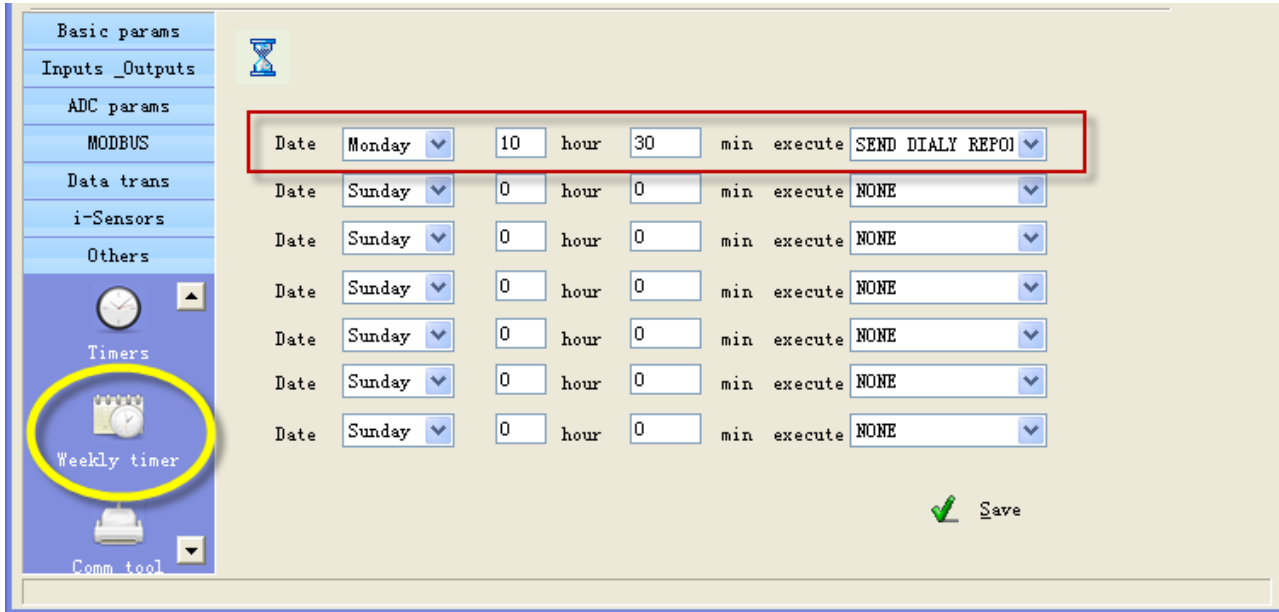 Basic params
Inputs _Outputs
ADC params
MODBUS
Data trans
i-Sensors
Others
Timers
Weekly timer
Comm tool
Date Monday 10 hour 30 min execute SEND DIALY REPO
Date Sunday 0 hour 0 min execute NONE
Date Sunday 0 hour 0 min execute NONE
Date Sunday 0 hour 0 min execute NONE
Date Sunday 0 hour 0 min execute NONE
Date Sunday 0 hour 0 min execute NONE
Date Sunday 0 hour 0 min execute NONE
Save